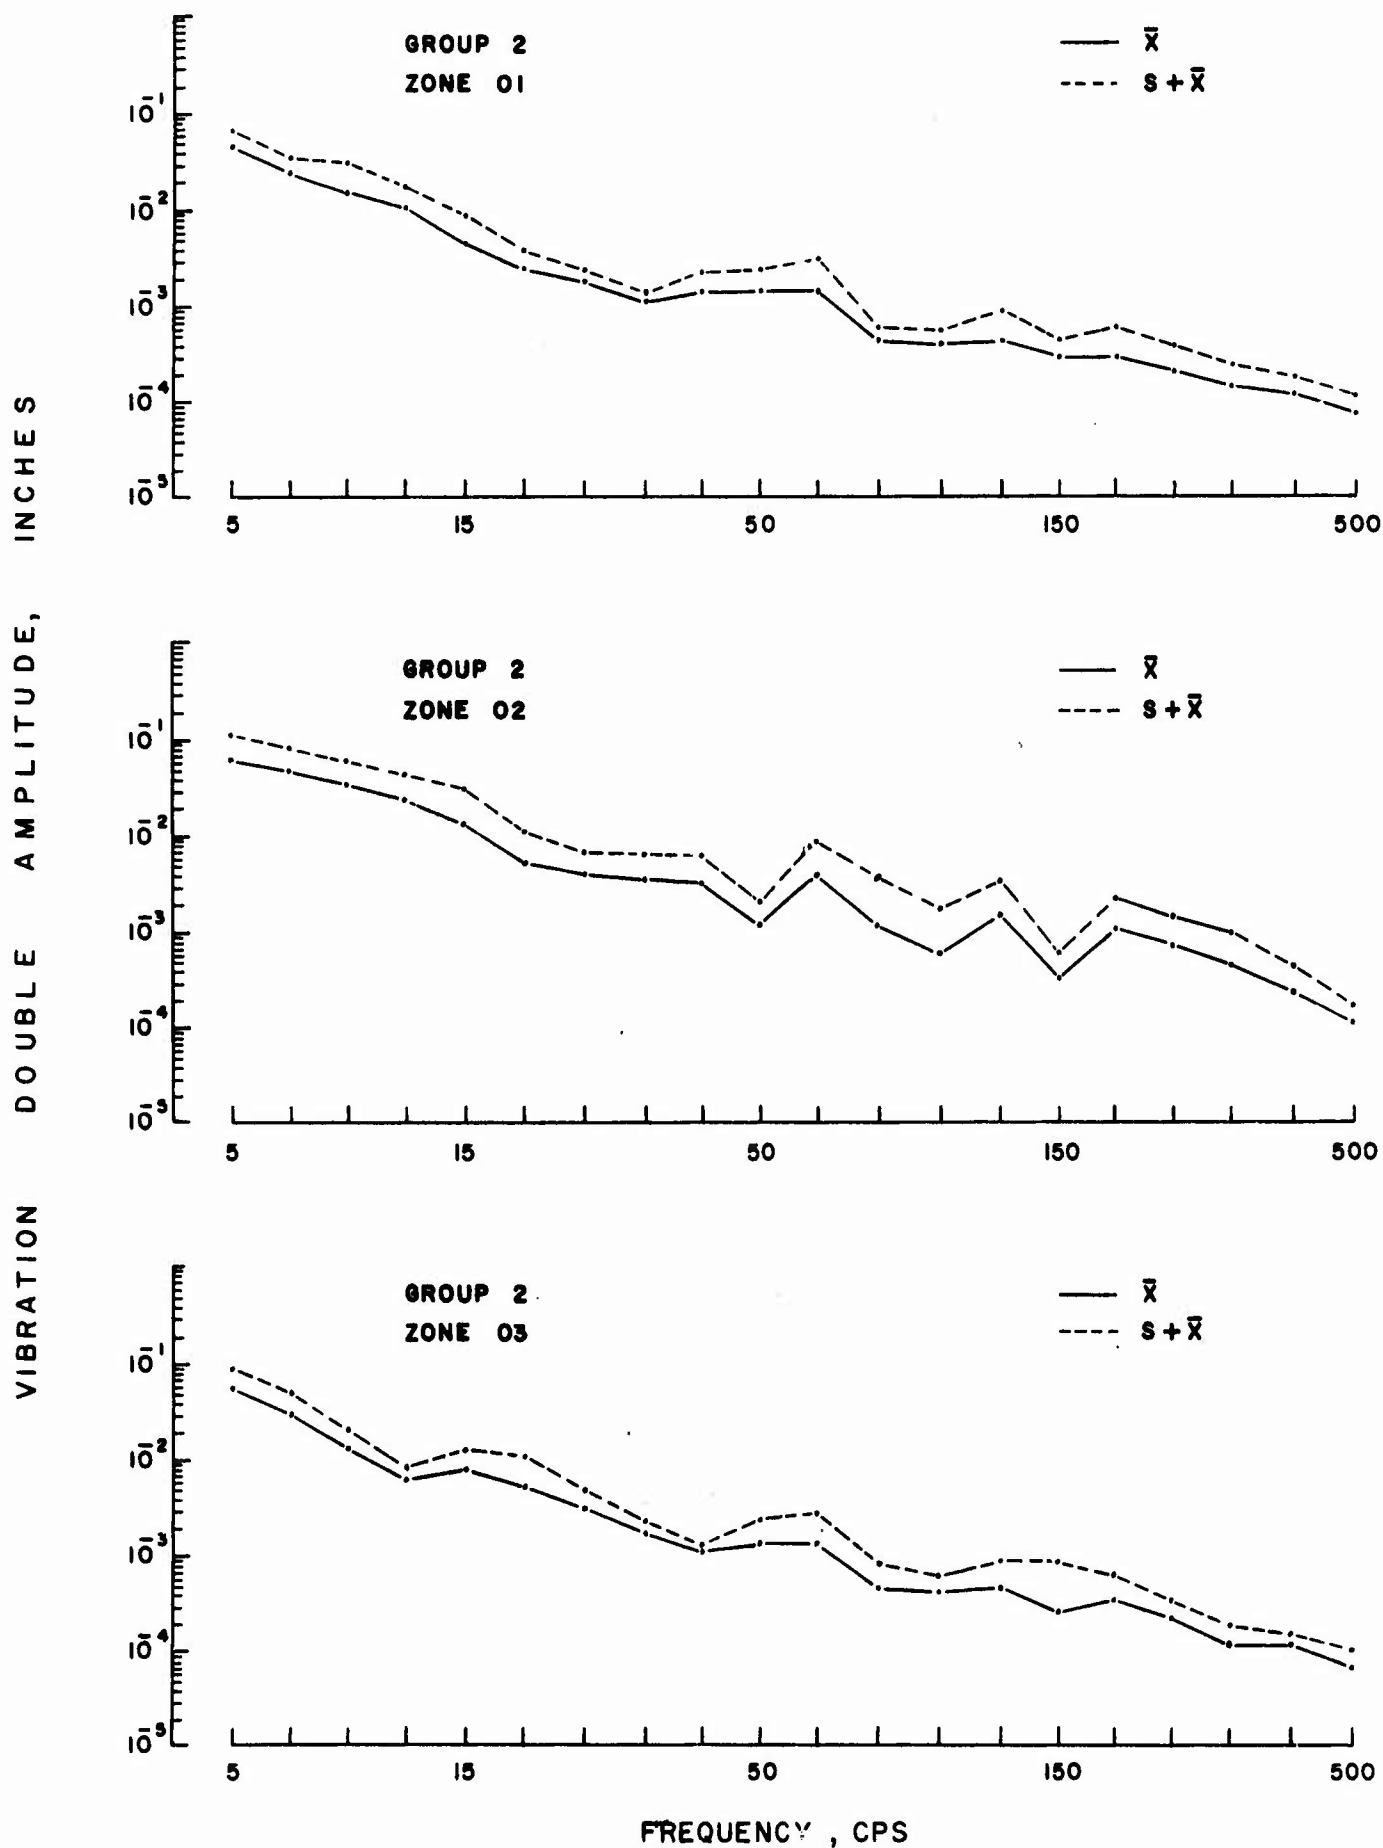 GROUP 2
ZONE 01
X̄
S + X̄
10⁻¹
10⁻²
10⁻³
10⁻⁴
10⁻⁵
5 15 50 150 500
GROUP 2
ZONE 02
X̄
S + X̄
10⁻¹
10⁻²
10⁻³
10⁻⁴
10⁻⁵
5 15 50 150 500
GROUP 2
ZONE 03
X̄
S + X̄
10⁻¹
10⁻²
10⁻³
10⁻⁴
10⁻⁵
5 15 50 150 500
VIBRATION DOUBLE AMPLITUDE, INCHES
FREQUENCY , CPS